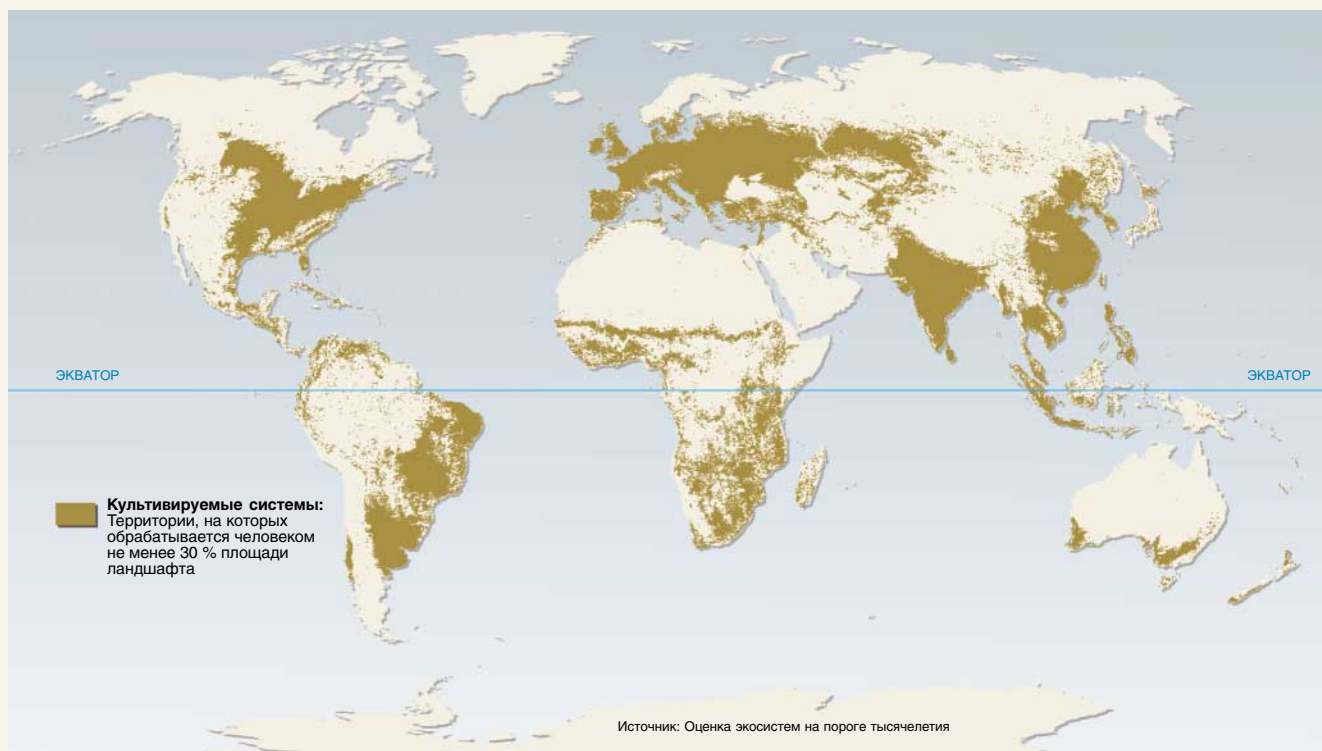 ЭКВАТОР
ЭКВАТОР
Культивируемые системы:
Территории, на которых
обрабатывается человеком
не менее 30 % площади
ландшафта
Источник: Оценка экосистем на пороге тысячелетия